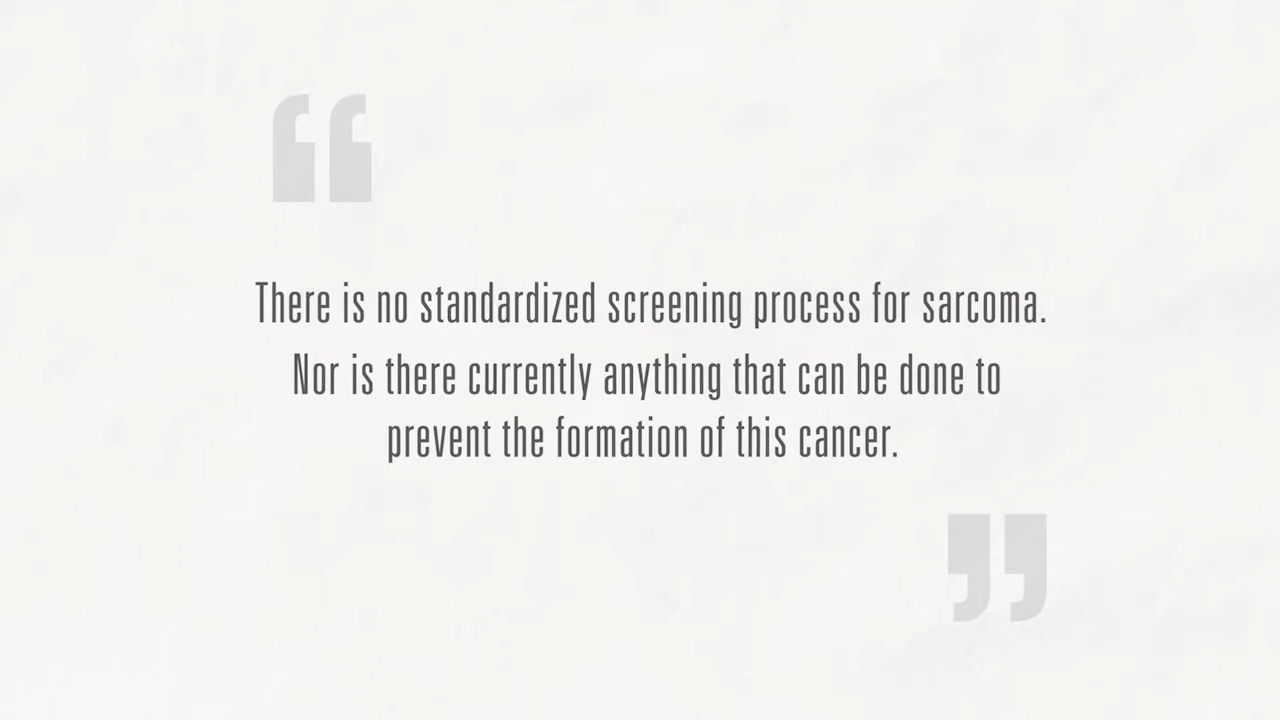 “
There is no standardized screening process for sarcoma.
Nor is there currently anything that can be done to
prevent the formation of this cancer.
”